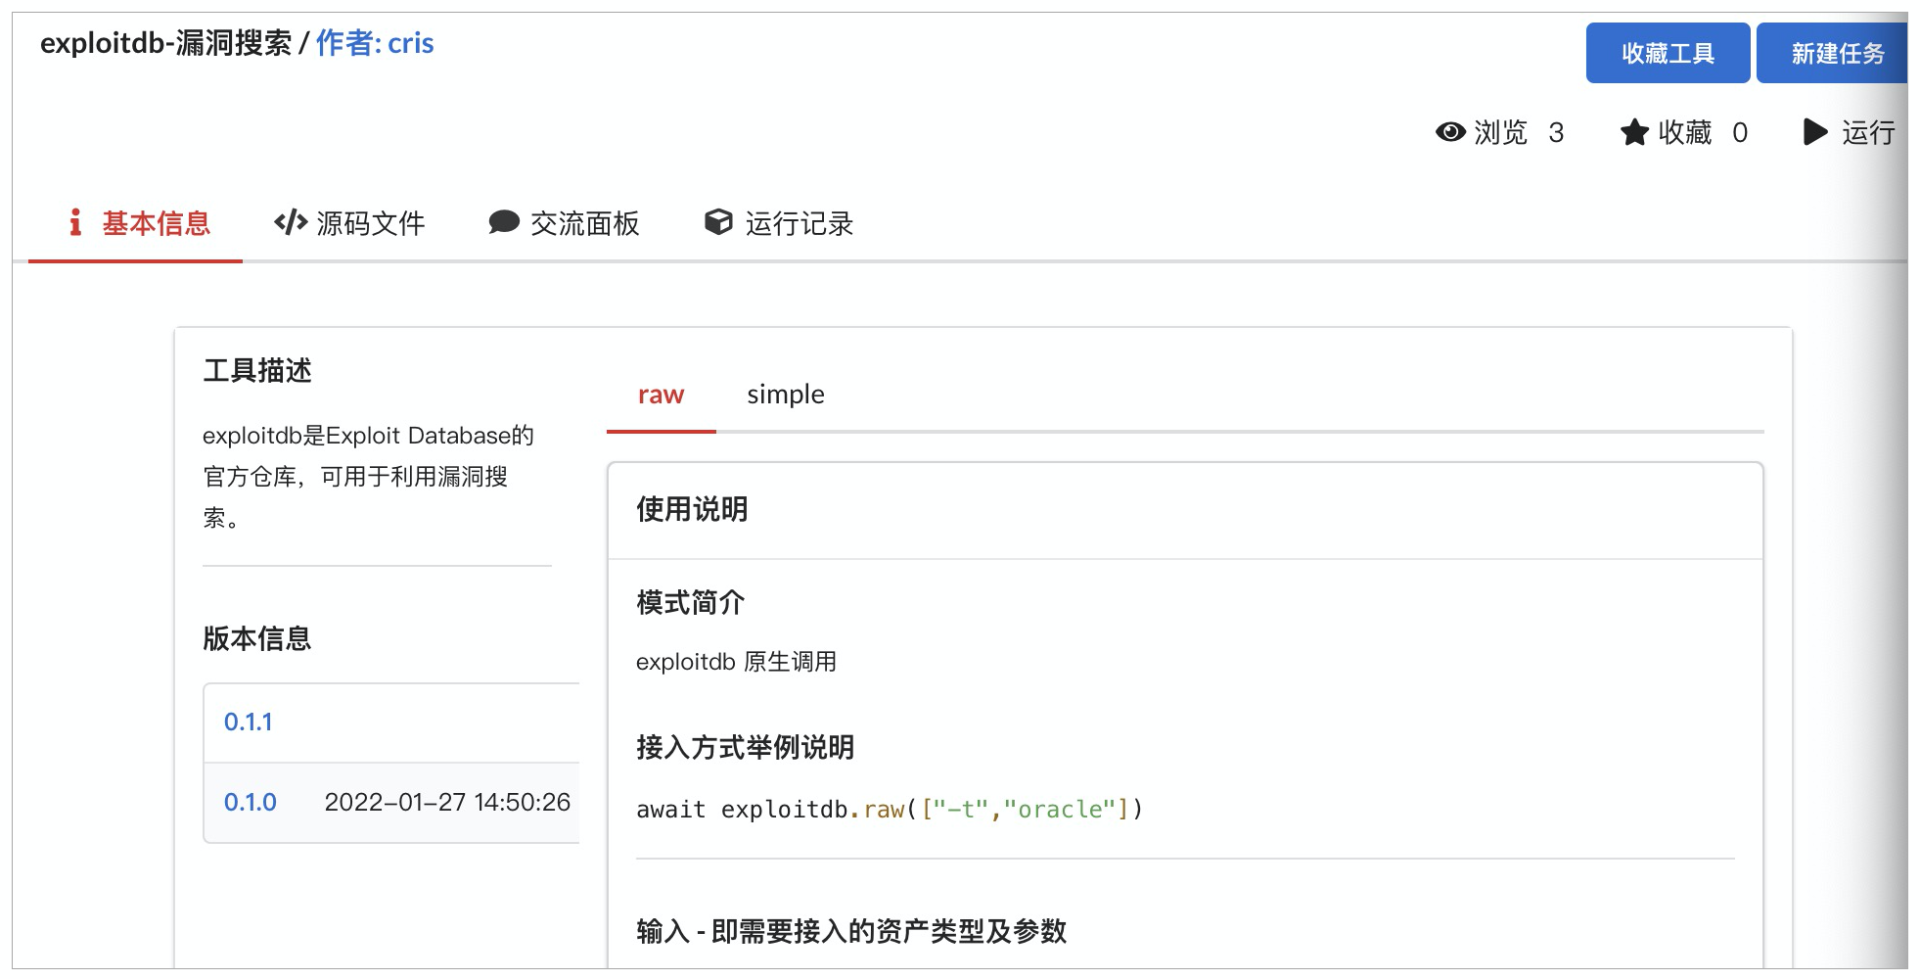 exploitdb-漏洞搜索 / 作者: cris
收藏工具
新建任务
浏览 3
收藏 0
运行
基本信息
源码文件
交流面板
运行记录
工具描述
exploitdb是Exploit Database的
官方仓库，可用于利用漏洞搜
索。
版本信息
0.1.1
0.1.0 2022-01-27 14:50:26
raw
simple
使用说明
模式简介
exploitdb 原生调用
接入方式举例说明
await exploitdb.raw(["-t","oracle"])
输入 - 即需要接入的资产类型及参数